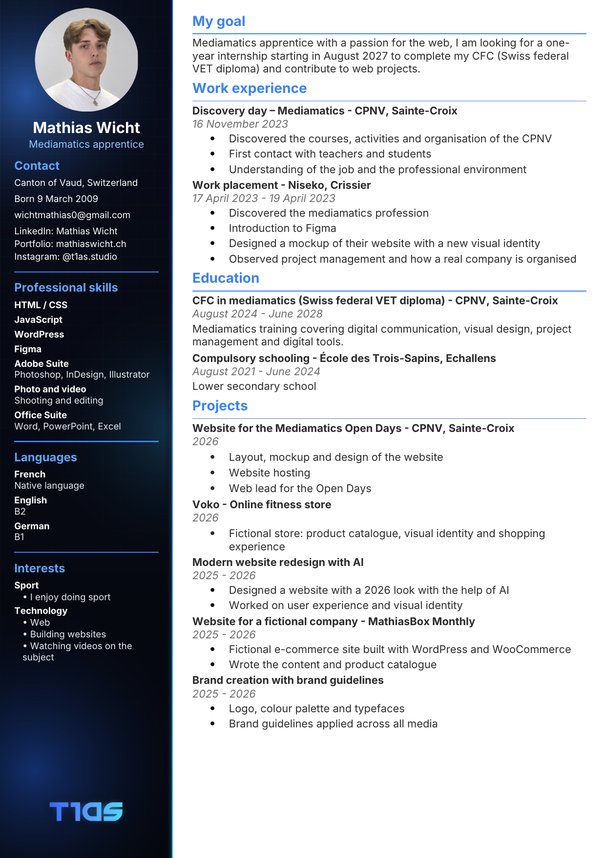 Mathias Wicht
Mediamatics apprentice
Contact
Canton of Vaud, Switzerland
Born 9 March 2009
wichtmathias0@gmail.com
LinkedIn: Mathias Wicht
Portfolio: mathiaswicht.ch
Instagram: @t1as.studio
Professional skills
HTML / CSS
JavaScript
WordPress
Figma
Adobe Suite
Photoshop, InDesign, Illustrator
Photo and video
Shooting and editing
Office Suite
Word, PowerPoint, Excel
Languages
French
Native language
English
B2
German
B1
Interests
Sport
• I enjoy doing sport
Technology
• Web
• Building websites
• Watching videos on the
subject
T1as
My goal
Mediamatics apprentice with a passion for the web, I am looking for a one-
year internship starting in August 2027 to complete my CFC (Swiss federal
VET diploma) and contribute to web projects.
Work experience
Discovery day – Mediamatics - CPNV, Sainte-Croix
16 November 2023
• Discovered the courses, activities and organisation of the CPNV
• First contact with teachers and students
• Understanding of the job and the professional environment
Work placement - Niseko, Crissier
17 April 2023 - 19 April 2023
• Discovered the mediamatics profession
• Introduction to Figma
• Designed a mockup of their website with a new visual identity
• Observed project management and how a real company is organised
Education
CFC in mediamatics (Swiss federal VET diploma) - CPNV, Sainte-Croix
August 2024 - June 2028
Mediamatics training covering digital communication, visual design, project
management and digital tools.
Compulsory schooling - École des Trois-Sapins, Echallens
August 2021 - June 2024
Lower secondary school
Projects
Website for the Mediamatics Open Days - CPNV, Sainte-Croix
2026
• Layout, mockup and design of the website
• Website hosting
• Web lead for the Open Days
Voko - Online fitness store
2026
• Fictional store: product catalogue, visual identity and shopping
experience
Modern website redesign with AI
2025 - 2026
• Designed a website with a 2026 look with the help of AI
• Worked on user experience and visual identity
Website for a fictional company - MathiasBox Monthly
2025 - 2026
• Fictional e-commerce site built with WordPress and WooCommerce
• Wrote the content and product catalogue
Brand creation with brand guidelines
2025 - 2026
• Logo, colour palette and typefaces
• Brand guidelines applied across all media